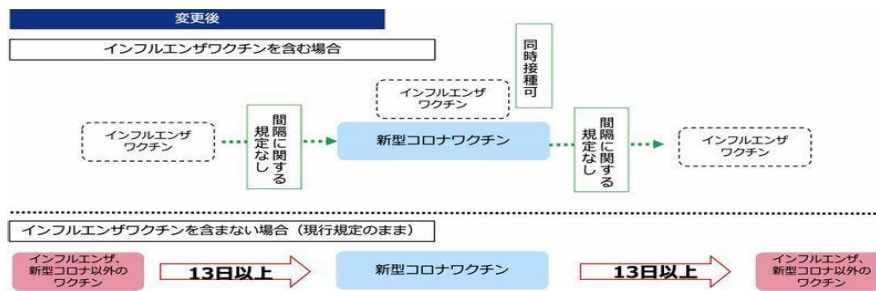 変更後
インフルエンザワクチンを含む場合
同時接種可
インフルエンザ
ワクチン
インフルエンザ
ワクチン
間隔に関する
規定なし
新型コロナワクチン
間隔に関する
規定なし
インフルエンザ
ワクチン
インフルエンザワクチンを含まない場合（現行規定のまま）
インフルエンザ、
新型コロナ以外の
ワクチン
13日以上
新型コロナワクチン
13日以上
インフルエンザ、
新型コロナ以外の
ワクチン